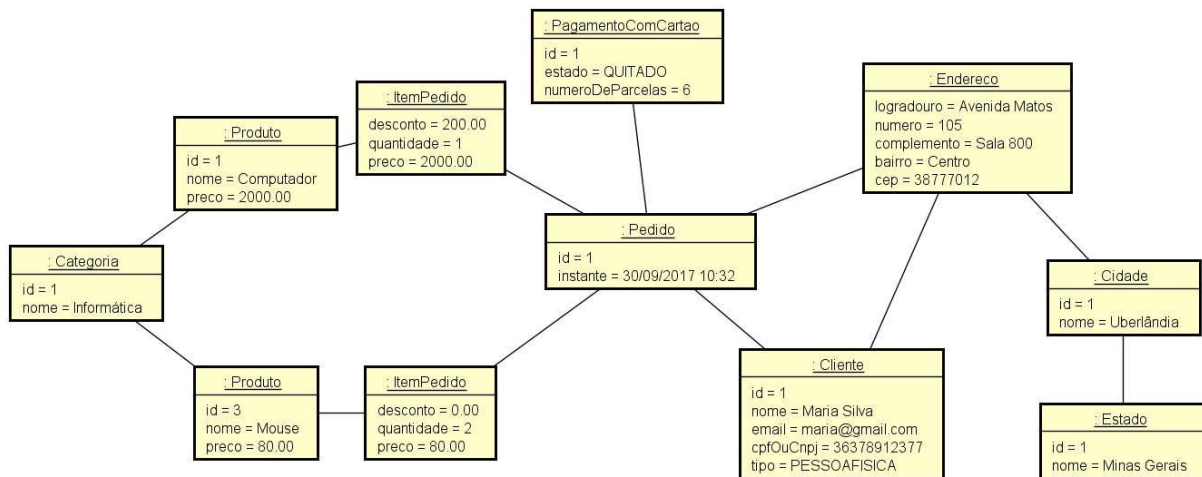 : PagamentoComCartao
id = 1
estado = QUITADO
numeroDeParcelas = 6
: Endereco
logradouro = Avenida Matos
numero = 105
complemento = Sala 800
bairro = Centro
cep = 38777012
: ItemPedido
desconto = 200.00
quantidade = 1
preco = 2000.00
: Produto
id = 1
nome = Computador
preco = 2000.00
: Pedido
id = 1
instante = 30/09/2017 10:32
: Categoria
id = 1
nome = Informática
: Cidade
id = 1
nome = Uberlândia
: Produto
id = 3
nome = Mouse
preco = 80.00
: ItemPedido
desconto = 0.00
quantidade = 2
preco = 80.00
: Cliente
id = 1
nome = Maria Silva
email = maria@gmail.com
cpfOuCnpj = 36378912377
tipo = PESSOAFISICA
: Estado
id = 1
nome = Minas Gerais